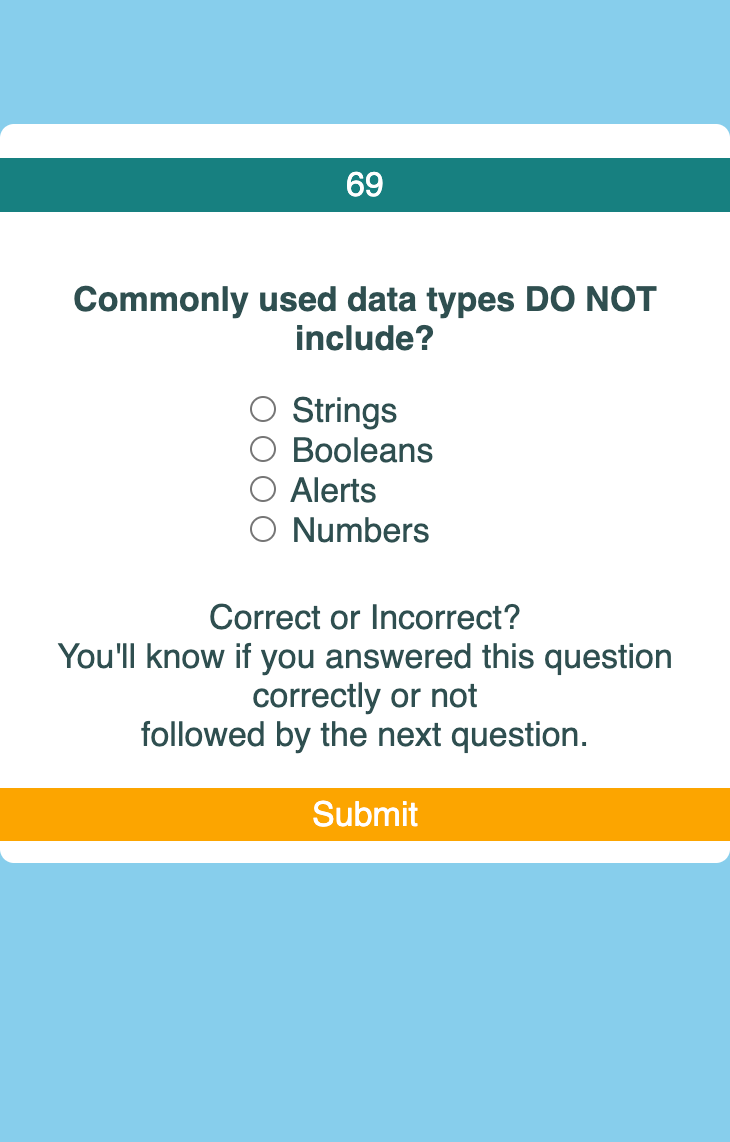 69
Commonly used data types DO NOT
include?
Strings
Booleans
Alerts
Numbers
Correct or Incorrect?
You'll know if you answered this question
correctly or not
followed by the next question.
Submit